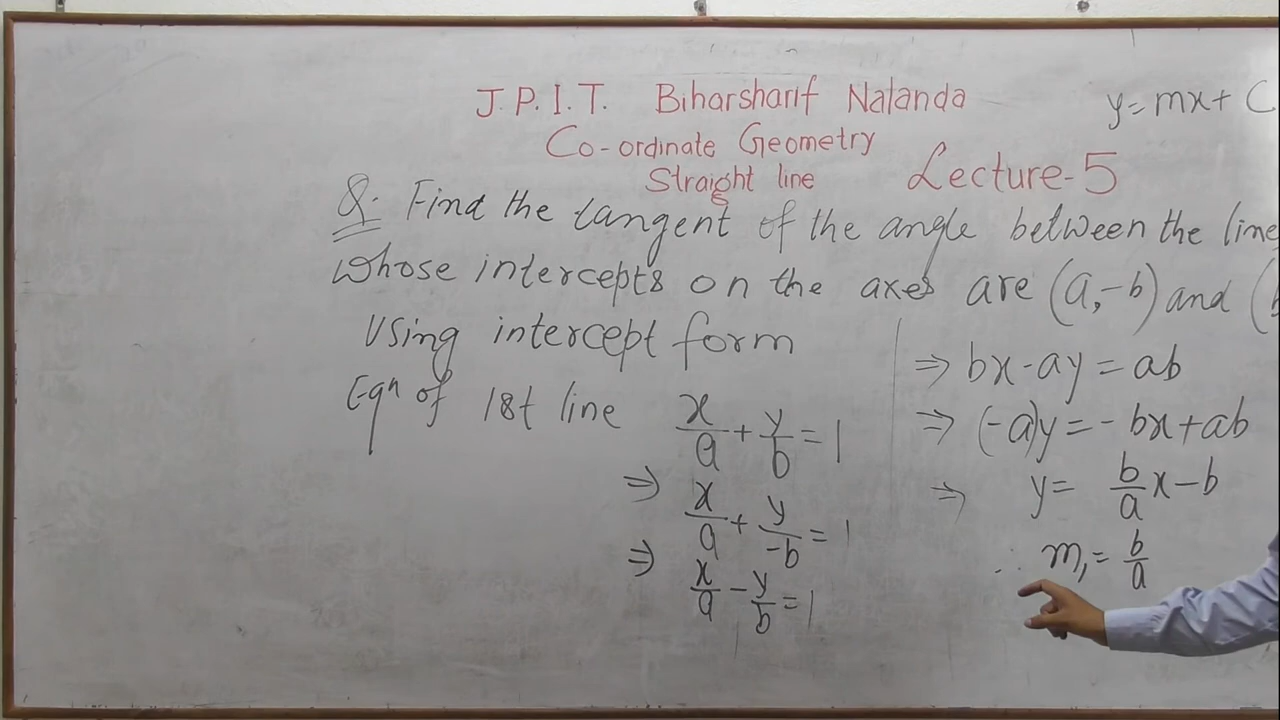 J.P.I.T. Biharsharif Nalanda
y=mx+C
Co-ordinate Geometry
Straight line
Lecture-5
Q. Find the tangent of the angle between the line
whose intercepts on the axes are (a,-b) and (b
Using intercept form
Eqn of 1st line
x/a + y/b = 1
⇒ x/a + y/-b = 1
⇒ x/a - y/b = 1
⇒ bx-ay = ab
⇒ (-a)y = - bx+ab
⇒ y= b/a x-b
∴ m₁ = b/a